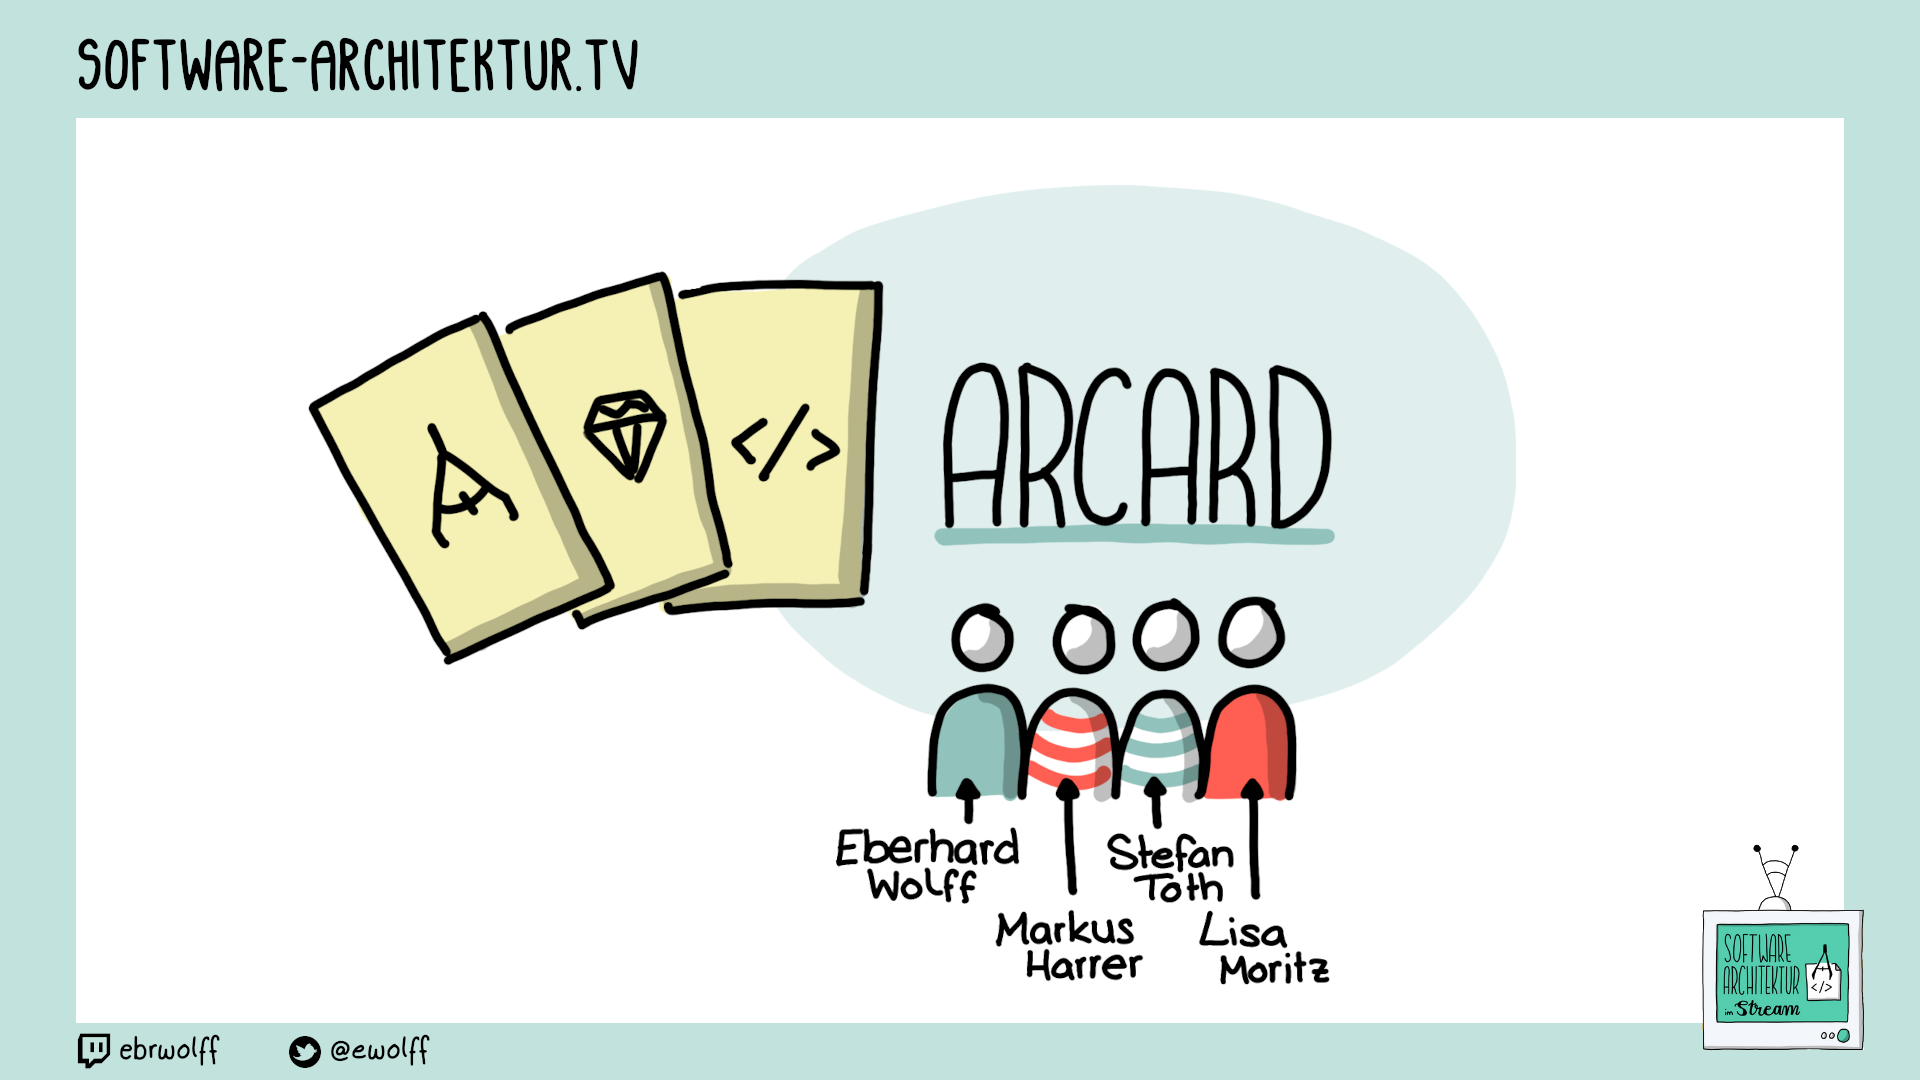 SOFTWARE-ARCHITEKTUR.TV
</>
ARCARD
Eberhard
Wolff
Markus
Harrer
Stefan
Toth
Lisa
Moritz
SOFTWARE
ARCHITEKTUR
</>
im Stream
ebrwolff
@ewolff